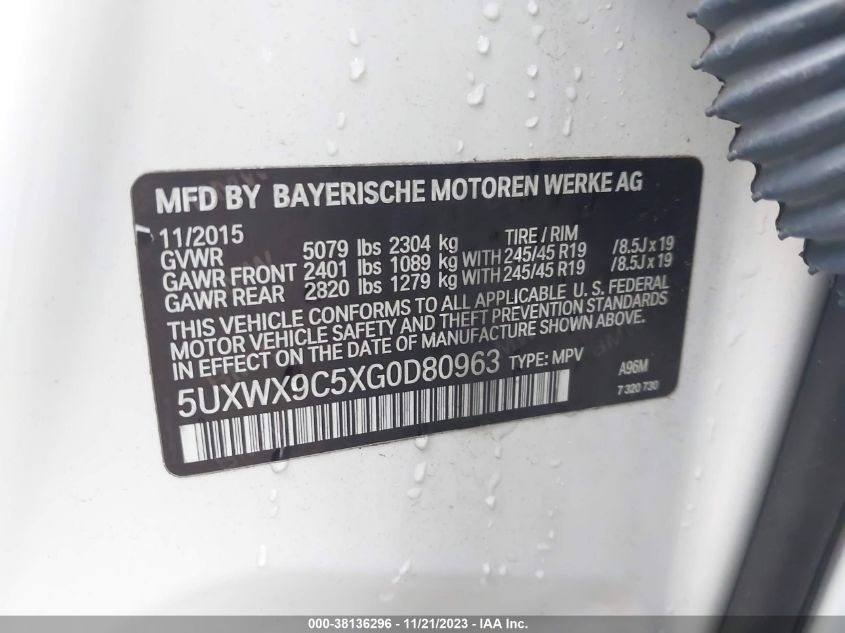 MFD BY BAYERISCHE MOTOREN WERKE AG
11/2015 TIRE / RIM
GVWR 5079 lbs 2304 kg
GAWR FRONT 2401 lbs 1089 kg WITH 245/45 R19 /8.5J x 19
GAWR REAR 2820 lbs 1279 kg WITH 245/45 R19 /8.5J x 19
THIS VEHICLE CONFORMS TO ALL APPLICABLE U.S. FEDERAL
MOTOR VEHICLE SAFETY AND THEFT PREVENTION STANDARDS
IN EFFECT ON THE DATE OF MANUFACTURE SHOWN ABOVE.
5UXWX9C5XG0D80963 TYPE: MPV A96M
7 320 730
000-38136296 - 11/21/2023 - IAA Inc.